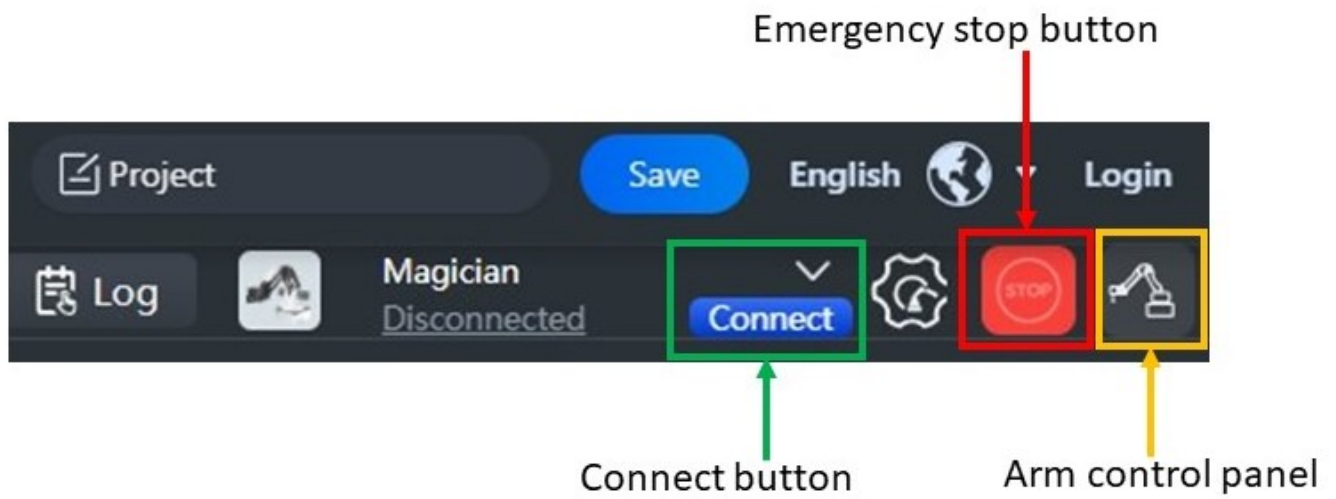 Emergency stop button
Project
Save
English
Login
Log
Magician
Disconnected
Connect
STOP
Connect button
Arm control panel